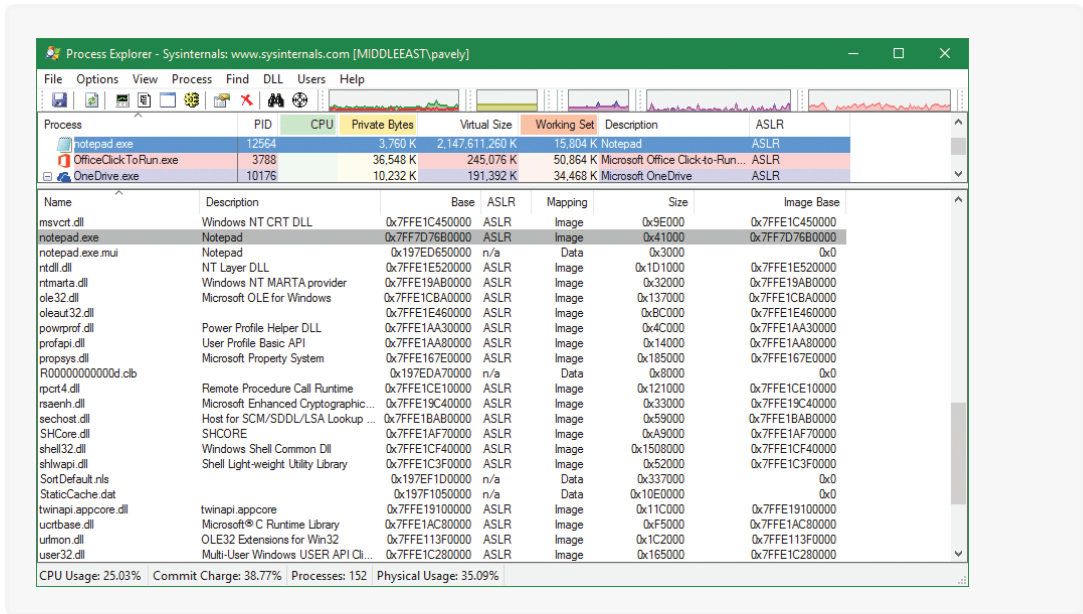 Process Explorer - Sysinternals: www.sysinternals.com [MIDDLEEAST\pavely]
File Options View Process Find DLL Users Help
Process PID CPU Private Bytes Virtual Size Working Set Description ASLR
notepad.exe 12564 3,760 K 2,147,611,260 K 15,804 K Notepad ASLR
OfficeClickToRun.exe 3788 36,548 K 245,076 K 50,864 K Microsoft Office Click-to-Run... ASLR
OneDrive.exe 10176 10,232 K 191,392 K 34,468 K Microsoft OneDrive ASLR
Name Description Base ASLR Mapping Size Image Base
msvcrt.dll Windows NT CRT DLL 0x7FFE1C450000 ASLR Image 0x9E000 0x7FFE1C450000
notepad.exe Notepad 0x7FF7D76B0000 ASLR Image 0x41000 0x7FF7D76B0000
notepad.exe.mui Notepad 0x197ED650000 n/a Data 0x3000 0x0
ntdll.dll NT Layer DLL 0x7FFE1E520000 ASLR Image 0x1D1000 0x7FFE1E520000
ntmarta.dll Windows NT MARTA provider 0x7FFE19AB0000 ASLR Image 0x32000 0x7FFE19AB0000
ole32.dll Microsoft OLE for Windows 0x7FFE1CBA0000 ASLR Image 0x137000 0x7FFE1CBA0000
oleaut32.dll 0x7FFE1E460000 ASLR Image 0xBC000 0x7FFE1E460000
powrprof.dll Power Profile Helper DLL 0x7FFE1AA30000 ASLR Image 0x4C000 0x7FFE1AA30000
profapi.dll User Profile Basic API 0x7FFE1AA80000 ASLR Image 0x14000 0x7FFE1AA80000
propsys.dll Microsoft Property System 0x7FFE167E0000 ASLR Image 0x185000 0x7FFE167E0000
R00000000000d.clb 0x197EDA70000 n/a Data 0x8000 0x0
rpcrt4.dll Remote Procedure Call Runtime 0x7FFE1CE10000 ASLR Image 0x121000 0x7FFE1CE10000
rsaenh.dll Microsoft Enhanced Cryptographic... 0x7FFE19C40000 ASLR Image 0x33000 0x7FFE19C40000
sechost.dll Host for SCM/SDDL/LSA Lookup ... 0x7FFE1BAB0000 ASLR Image 0x59000 0x7FFE1BAB0000
SHCore.dll SHCORE 0x7FFE1AF70000 ASLR Image 0xA9000 0x7FFE1AF70000
shell32.dll Windows Shell Common Dll 0x7FFE1CF40000 ASLR Image 0x1508000 0x7FFE1CF40000
shlwapi.dll Shell Light-weight Utility Library 0x7FFE1C3F0000 ASLR Image 0x52000 0x7FFE1C3F0000
SortDefault.nls 0x197EF1D0000 n/a Data 0x337000 0x0
StaticCache.dat 0x197F1050000 n/a Data 0x10E0000 0x0
twinapi.appcore.dll twinapi.appcore 0x7FFE19100000 ASLR Image 0x11C000 0x7FFE19100000
ucrtbase.dll Microsoft® C Runtime Library 0x7FFE1AC80000 ASLR Image 0xF5000 0x7FFE1AC80000
urlmon.dll OLE32 Extensions for Win32 0x7FFE113F0000 ASLR Image 0x1C2000 0x7FFE113F0000
user32.dll Multi-User Windows USER API Cli... 0x7FFE1C280000 ASLR Image 0x165000 0x7FFE1C280000
CPU Usage: 25.03% Commit Charge: 38.77% Processes: 152 Physical Usage: 35.09%